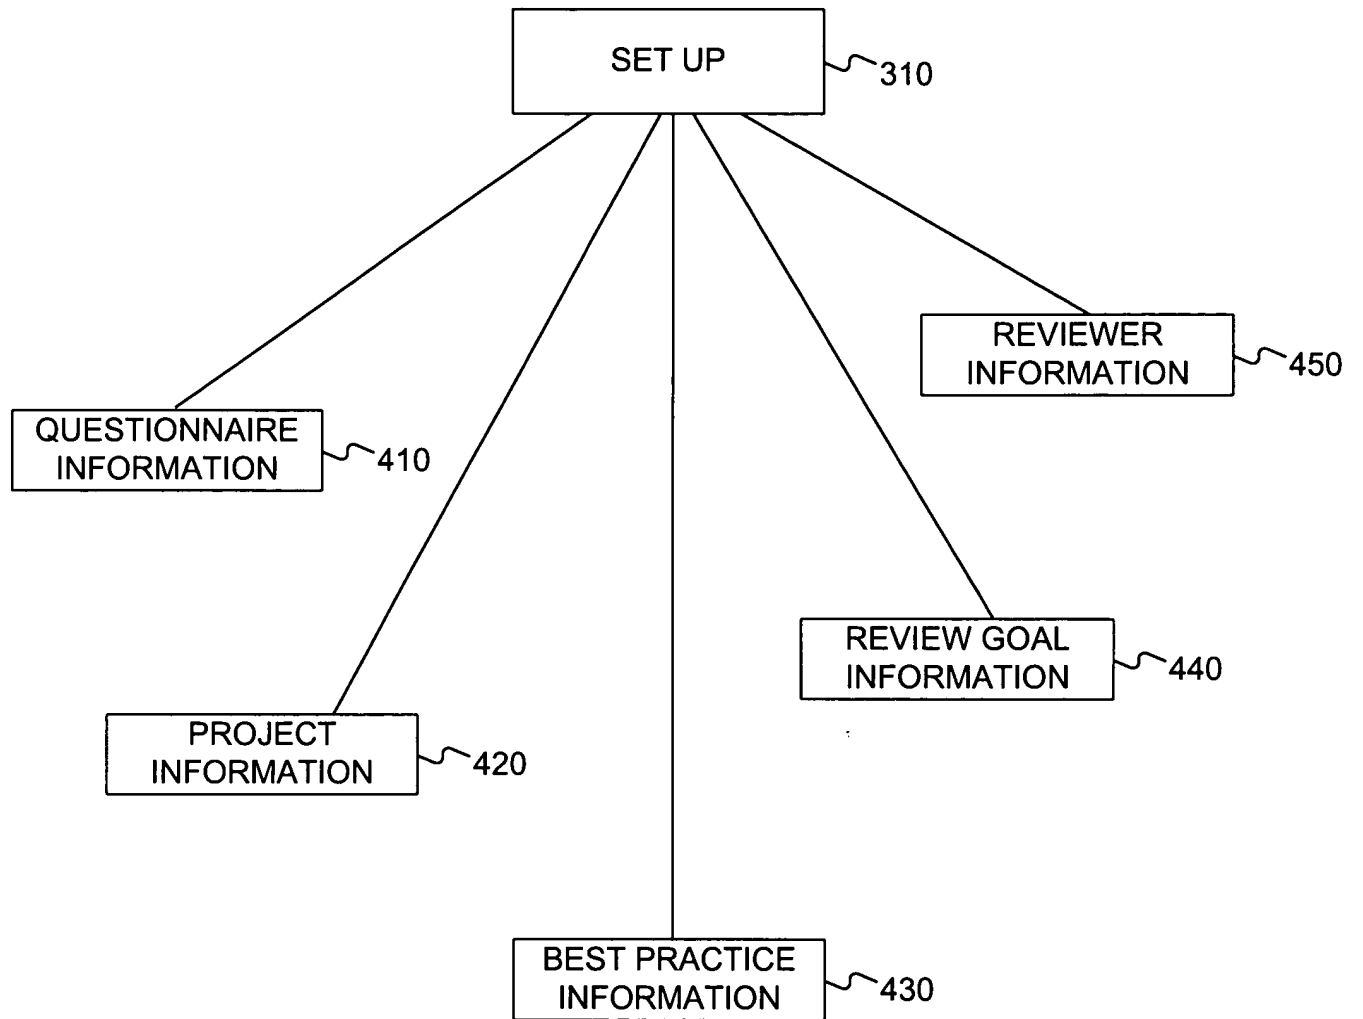 SET UP
310
REVIEWER
INFORMATION
450
QUESTIONNAIRE
INFORMATION
410
REVIEW GOAL
INFORMATION
440
PROJECT
INFORMATION
420
BEST PRACTICE
INFORMATION
430